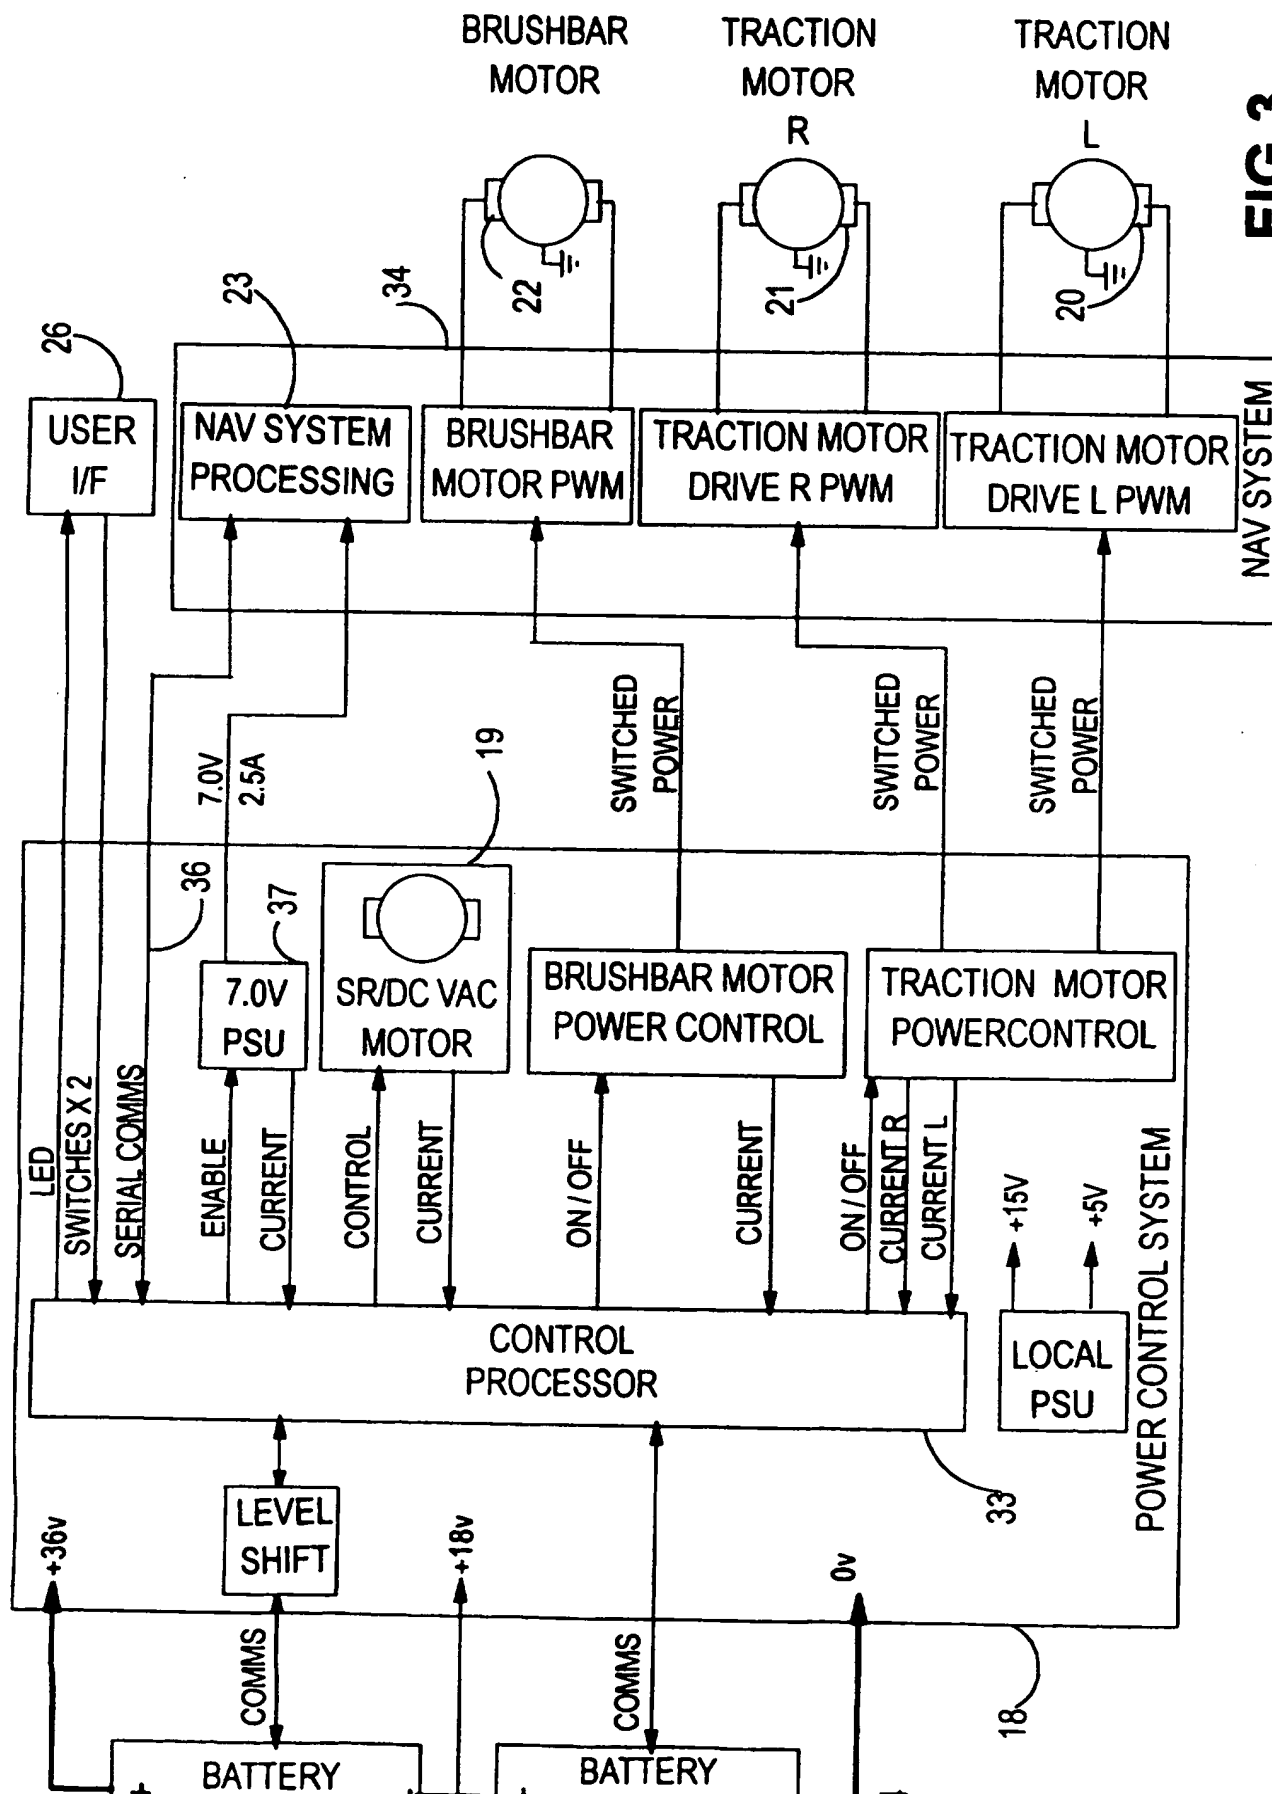 BRUSHBAR
MOTOR
TRACTION
MOTOR
R
TRACTION
MOTOR
L
FIG 3
22
21
20
26
23
34
USER
I/F
NAV SYSTEM
PROCESSING
BRUSHBAR
MOTOR PWM
TRACTION MOTOR
DRIVE R PWM
TRACTION MOTOR
DRIVE L PWM
NAV SYSTEM
7.0V
2.5A
19
SWITCHED
POWER
SWITCHED
POWER
SWITCHED
POWER
36
37
7.0V
PSU
SR/DC VAC
MOTOR
BRUSHBAR MOTOR
POWER CONTROL
TRACTION MOTOR
POWERCONTROL
LED
SWITCHES X 2
SERIAL COMMS
ENABLE
CURRENT
CONTROL
CURRENT
ON / OFF
CURRENT
ON / OFF
CURRENT R
CURRENT L
+15V
+5V
POWER CONTROL SYSTEM
CONTROL
PROCESSOR
LOCAL
PSU
33
+36v
LEVEL
SHIFT
+18v
0v
COMMS
COMMS
18
BATTERY
BATTERY
+